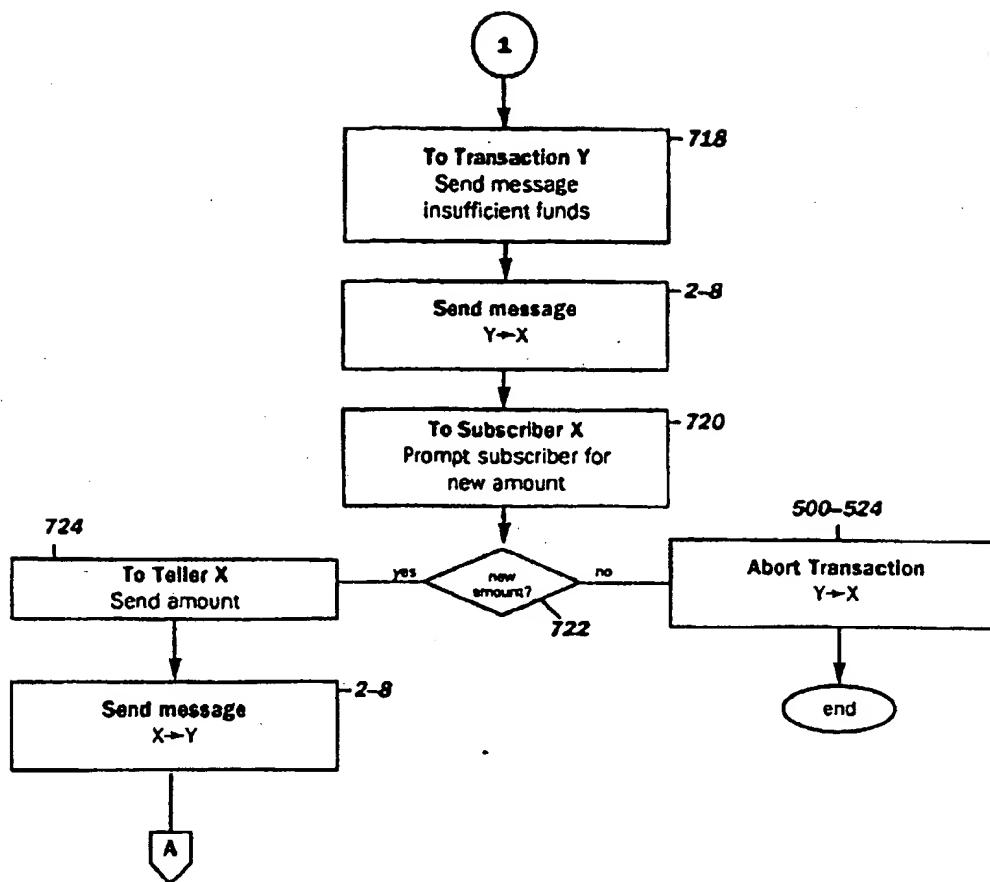 1
718
To Transaction Y
Send message
insufficient funds
2–8
Send message
Y→X
720
To Subscriber X
Prompt subscriber for
new amount
724
To Teller X
Send amount
yes
new
amount?
no
722
500–524
Abort Transaction
Y→X
2–8
Send message
X→Y
end
A